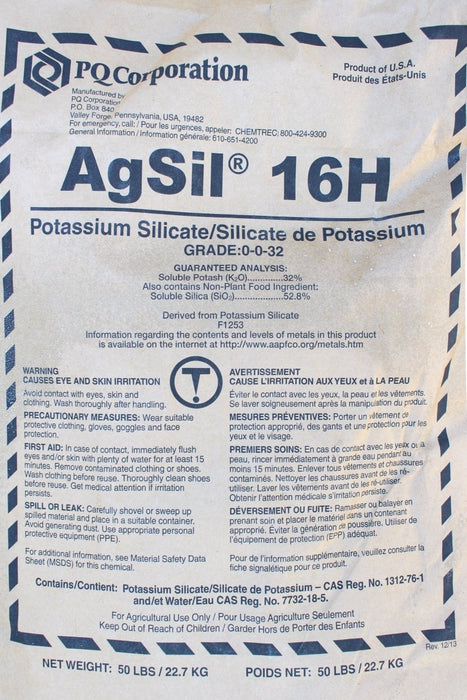 PQ Corporation
Product of U.S.A.
Produit des États-Unis
Manufactured by
PQ Corporation
P.O. Box 840
Valley Forge, Pennsylvania, USA, 19482
For emergency, call: / Pour les urgences, appeler: CHEMTREC: 800-424-9300
General Information / Information générale: 610-651-4200
AgSil® 16H
Potassium Silicate/Silicate de Potassium
GRADE:0-0-32
GUARANTEED ANALYSIS:
Soluble Potash (K₂O)..............32%
Also contains Non-Plant Food Ingredient:
Soluble Silica (SiO₂)...................52.8%
Derived from Potassium Silicate
F1253
Information regarding the contents and levels of metals in this product
is available on the internet at http://www.aapfco.org/metals.htm
WARNING
CAUSES EYE AND SKIN IRRITATION
Avoid contact with eyes, skin and
clothing. Wash thoroughly after handling.
PRECAUTIONARY MEASURES: Wear suitable
protective clothing, gloves, goggles and face
protection.
FIRST AID: In case of contact, immediately flush
eyes and/or skin with plenty of water for at least 15
minutes. Remove contaminated clothing or shoes.
Wash clothing before reuse. Thoroughly clean shoes
before reuse. Get medical attention if irritation
persists.
SPILL OR LEAK: Carefully shovel or sweep up
spilled material and place in a suitable container.
Avoid generating dust. Use appropriate personal
protective equipment (PPE).
For additional information, see Material Safety Data
Sheet (MSDS) for this chemical.
AVERTISSEMENT
CAUSE L'IRRITATION AUX YEUX et à LA PEAU
Éviter le contact avec les yeux, la peau et les vêtements.
Se laver soigneusement après la manipulation du produit.
MESURES PRÉVENTIVES: Porter un vêtement de
protection approprié, des gants et une protection pour les
yeux et le visage.
PREMIERS SOINS: En cas de contact avec les yeux ou la
peau, rincer immédiatement à grande eau pendant au
moins 15 minutes. Enlever tous vêtements et chaussures
contaminés. Nettoyer les chaussures avant de les ré-
utiliser. Laver les vêtements avant de les ré-utiliser.
Obtenir l'attention médicale s'irritation persiste.
DÉVERSEMENT OU FUITE: Ramasser ou balayer en
prenant soin et placer le matériel dans un contenant
approprié. Éviter la génération de poussière. Utiliser de
l'équipement de protection (EPP) adéquat.
Pour de l'information supplémentaire, veuillez consulter la
fiche signalétique pour ce produit.
Contains/Contient: Potassium Silicate/Silicate de Potassium – CAS Reg. No. 1312-76-1
and/et Water/Eau CAS Reg. No. 7732-18-5.
For Agricultural Use Only / Pour Usage Agriculture Seulement
Keep Out of Reach of Children / Garder Hors de Porter des Enfants
Rev. 12/13
NET WEIGHT: 50 LBS / 22.7 KG POIDS NET: 50 LBS / 22.7 KG